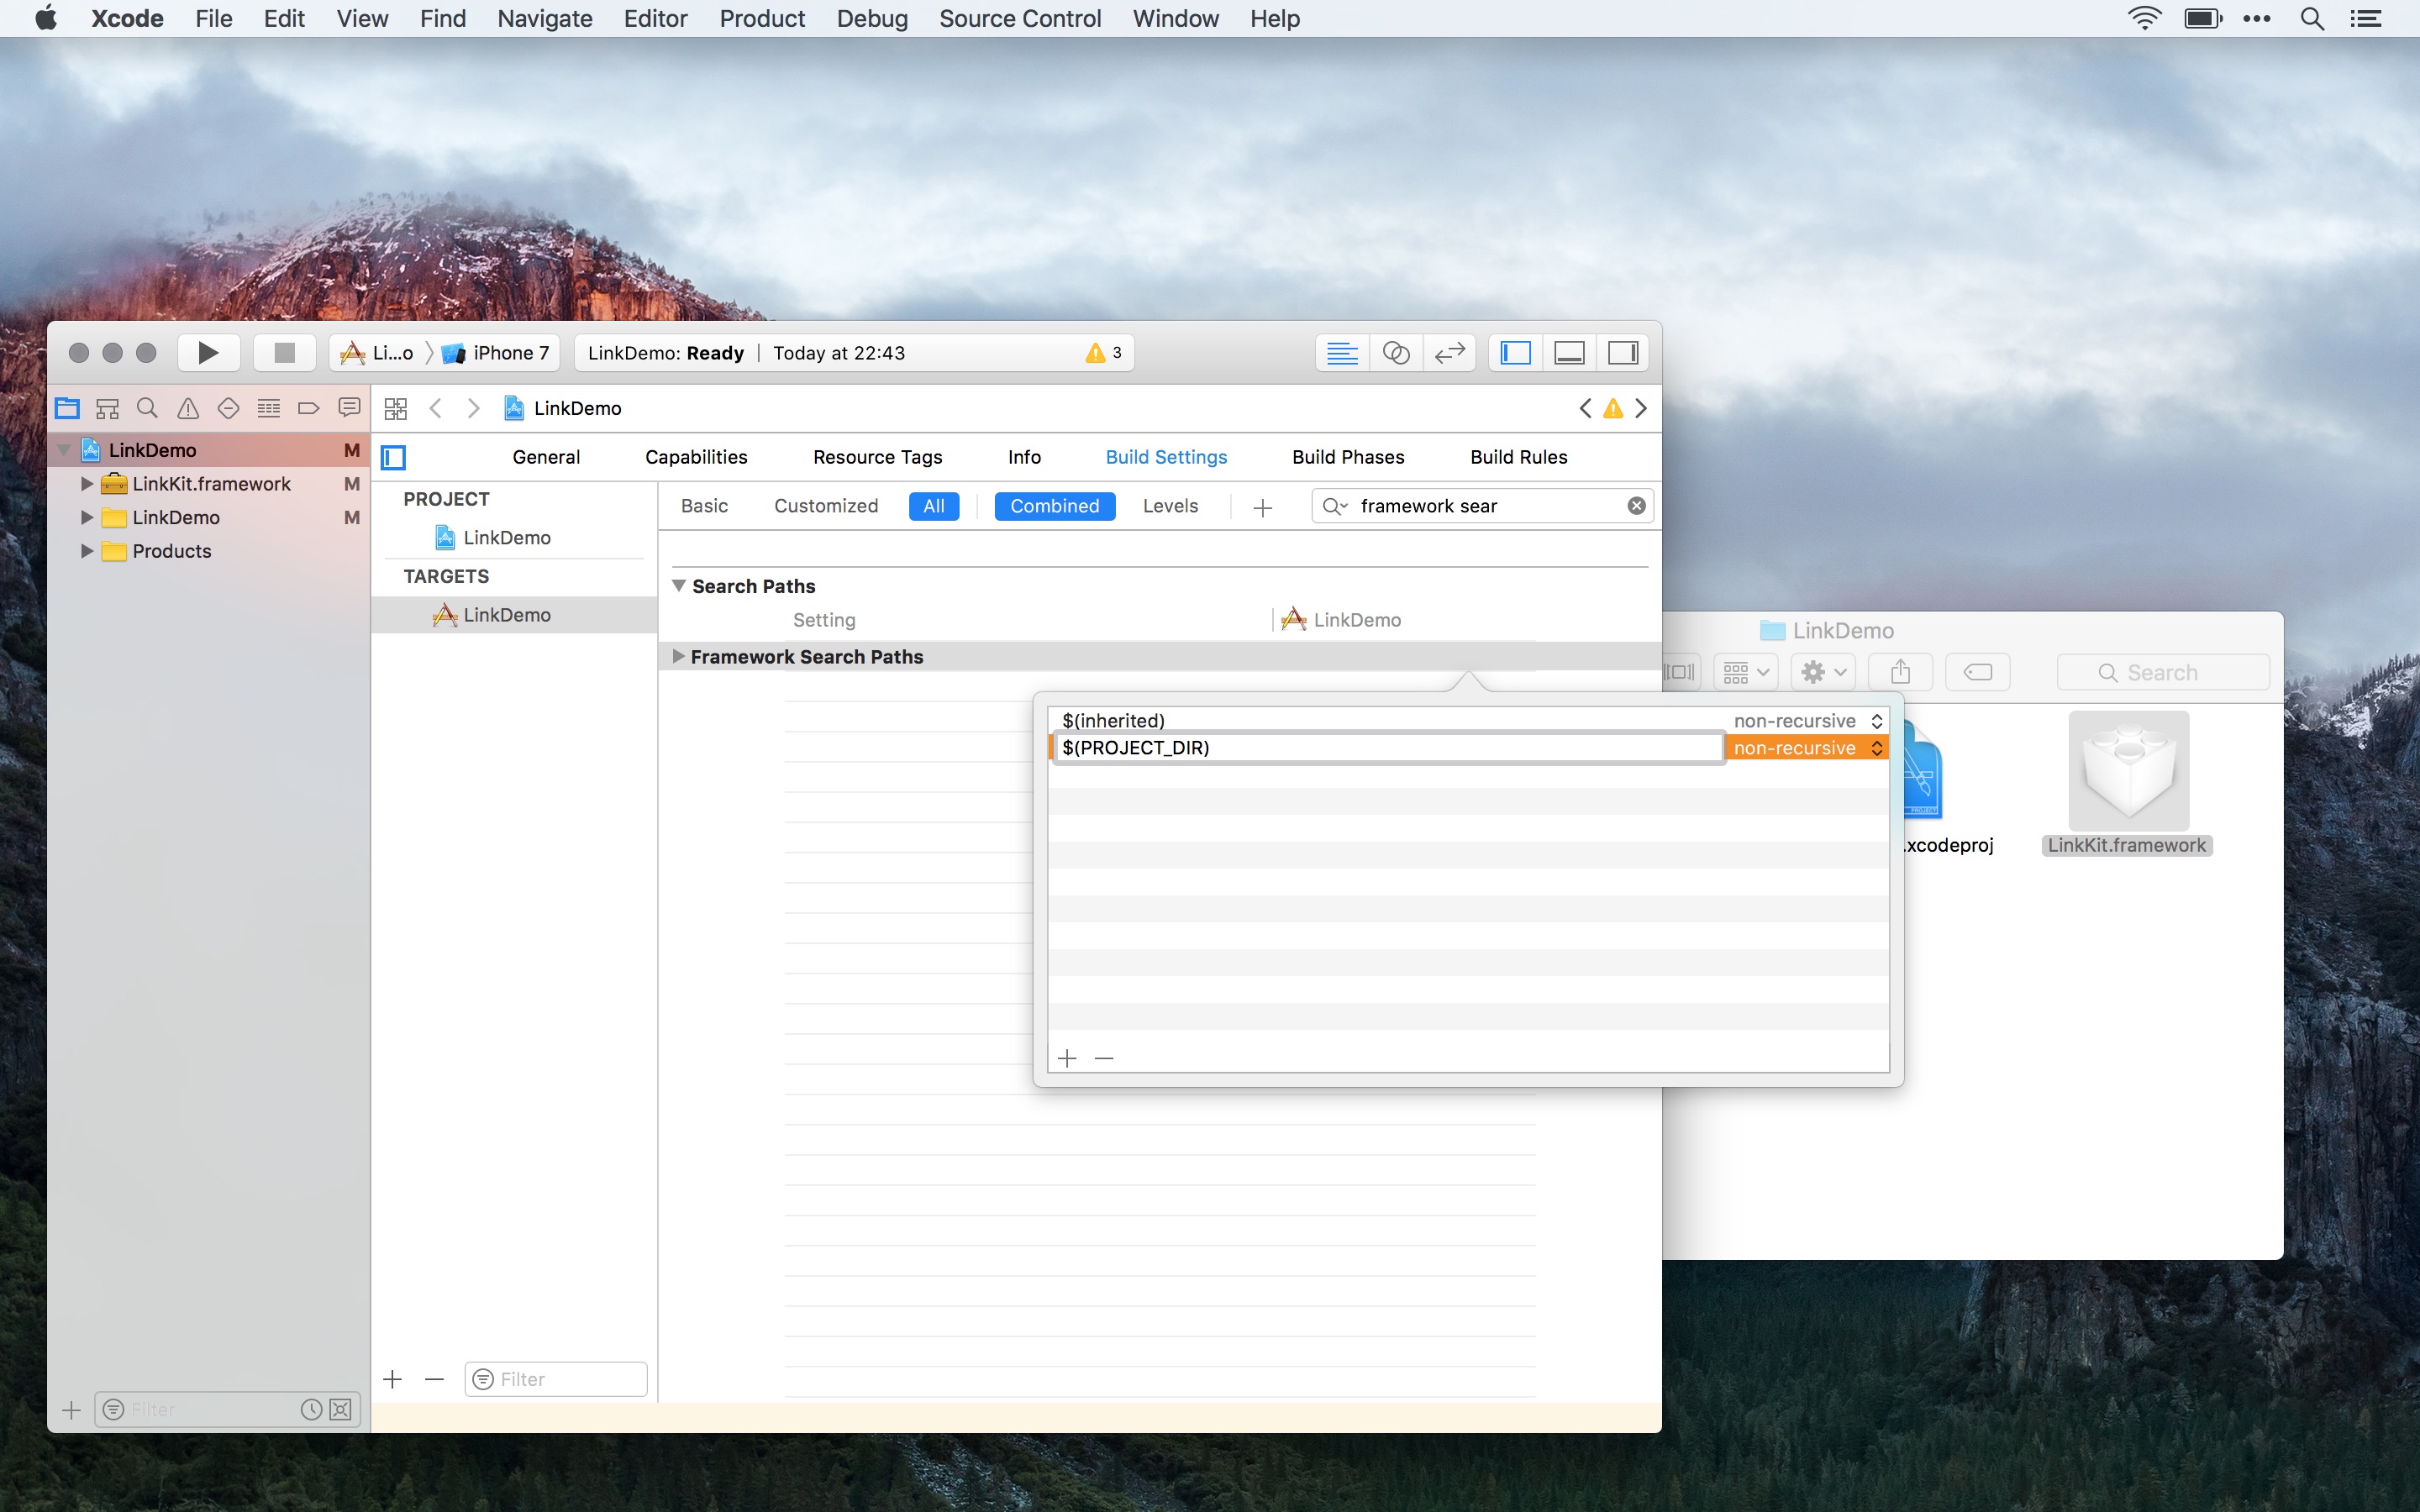 Xcode File Edit View Find Navigate Editor Product Debug Source Control Window Help
Li...o iPhone 7
LinkDemo: Ready | Today at 22:43
3
LinkDemo
LinkDemo M
LinkKit.framework M
LinkDemo M
Products
General Capabilities Resource Tags Info Build Settings Build Phases Build Rules
PROJECT
LinkDemo
TARGETS
LinkDemo
Basic Customized All Combined Levels
framework sear
Search Paths
Setting LinkDemo
Framework Search Paths
$(inherited) non-recursive
$(PROJECT_DIR) non-recursive
Filter
Filter
LinkDemo
Search
PROJECT
.xcodeproj
LinkKit.framework